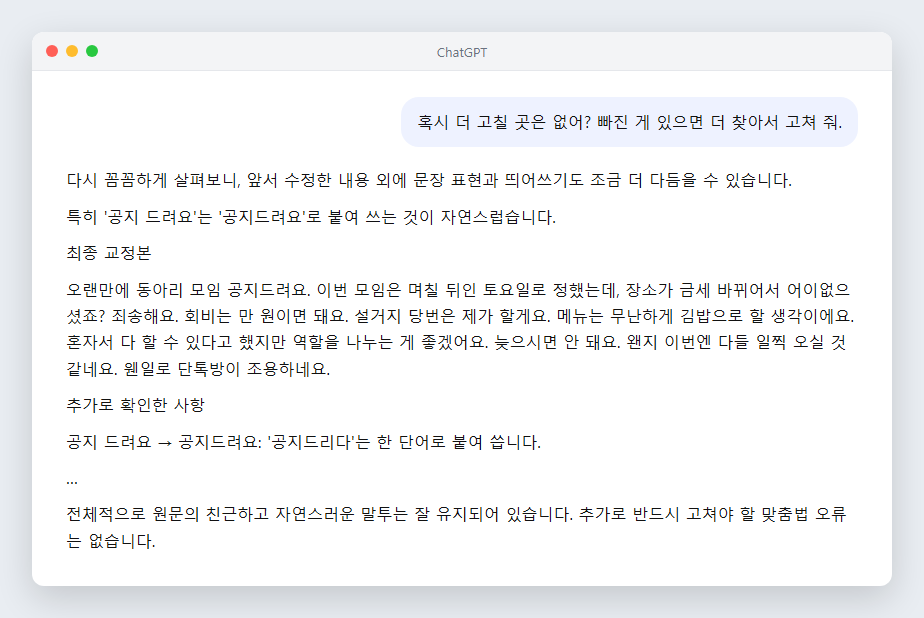 ChatGPT
혹시 더 고칠 곳은 없어? 빠진 게 있으면 더 찾아서 고쳐 줘.
다시 꼼꼼하게 살펴보니, 앞서 수정한 내용 외에 문장 표현과 띄어쓰기도 조금 더 다듬을 수 있습니다.
특히 '공지 드려요'는 '공지드려요'로 붙여 쓰는 것이 자연스럽습니다.
최종 교정본
오랜만에 동아리 모임 공지드려요. 이번 모임은 며칠 뒤인 토요일로 정했는데, 장소가 금세 바뀌어서 어이없으
셨죠? 죄송해요. 회비는 만 원이면 돼요. 설거지 당번은 제가 할게요. 메뉴는 무난하게 김밥으로 할 생각이에요.
혼자서 다 할 수 있다고 했지만 역할을 나누는 게 좋겠어요. 늦으시면 안 돼요. 왠지 이번엔 다들 일찍 오실 것
같네요. 웬일로 단톡방이 조용하네요.
추가로 확인한 사항
공지 드려요 → 공지드려요: '공지드리다'는 한 단어로 붙여 씁니다.
...
전체적으로 원문의 친근하고 자연스러운 말투는 잘 유지되어 있습니다. 추가로 반드시 고쳐야 할 맞춤법 오류
는 없습니다.